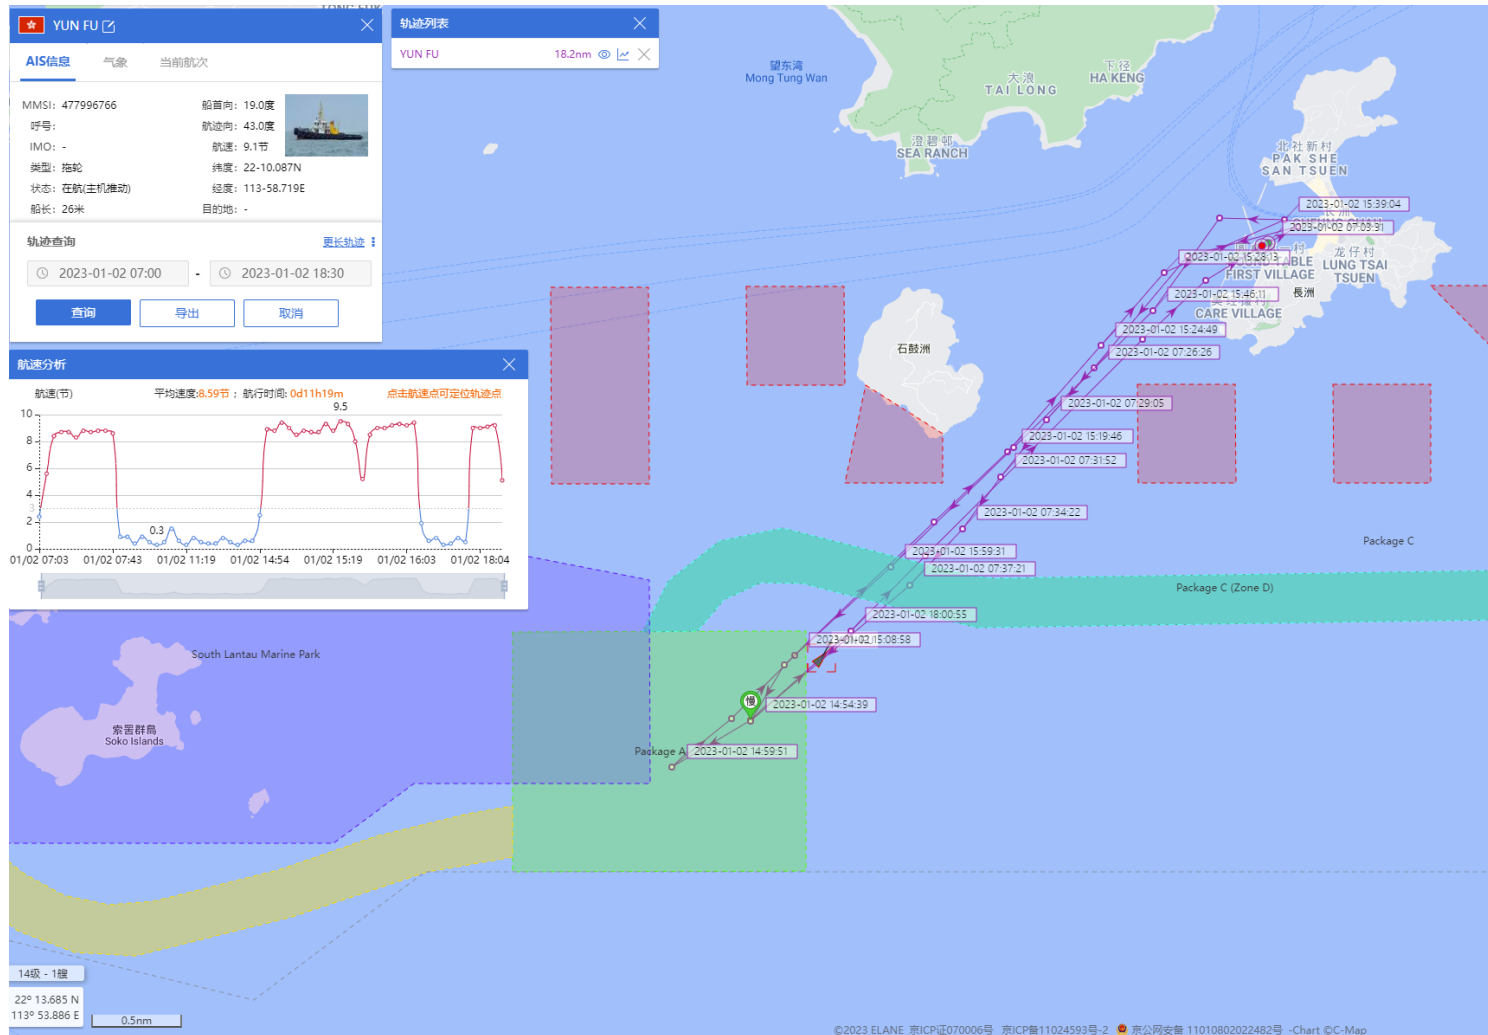 YUN FU
AIS信息 气象 当前航次
MMSI: 477996766 船首向: 19.0度
呼号: 航迹向: 43.0度
IMO: - 航速: 9.1节
类型: 拖轮 纬度: 22-10.087N
状态: 在航(主机推动) 经度: 113-58.719E
船长: 26米 目的地: -
轨迹查询 更长轨迹
2023-01-02 07:00 - 2023-01-02 18:30
查询 导出 取消
轨迹列表
YUN FU 18.2nm
航速分析
航速(节) 平均速度:8.59节 ; 航行时间: 0d11h19m 点击航速点可定位轨迹点
9.5
10
8
6
4
3
2
0
0.3
01/02 07:03 01/02 07:43 01/02 11:19 01/02 14:54 01/02 15:19 01/02 16:03 01/02 18:04
望东湾
Mong Tung Wan
大浪
TAI LONG
下径
HA KENG
澄碧邨
SEA RANCH
北社新村
PAK SHE
SAN TSUEN
2023-01-02 15:39:04
2023-01-02 07:03:31
2023-01-02 15:28:13
FIRST VILLAGE
龙仔村
LUNG TSAI
TSUEN
長洲
2023-01-02 15:46:11
CARE VILLAGE
2023-01-02 15:24:49
石鼓洲
2023-01-02 07:26:26
2023-01-02 07:29:05
2023-01-02 15:19:46
2023-01-02 07:31:52
2023-01-02 07:34:22
Package C
2023-01-02 15:59:31
2023-01-02 07:37:21
Package C (Zone D)
2023-01-02 18:00:55
2023-01-02 15:08:58
South Lantau Marine Park
慢
2023-01-02 14:54:39
索罟群島
Soko Islands
Package A
2023-01-02 14:59:51
14级 - 1艘
22º 13.685 N
113º 53.886 E
0.5nm
©2023 ELANE 京ICP证070006号 京ICP备11024593号-2 京公网安备 11010802022482号 -Chart ©C-Map